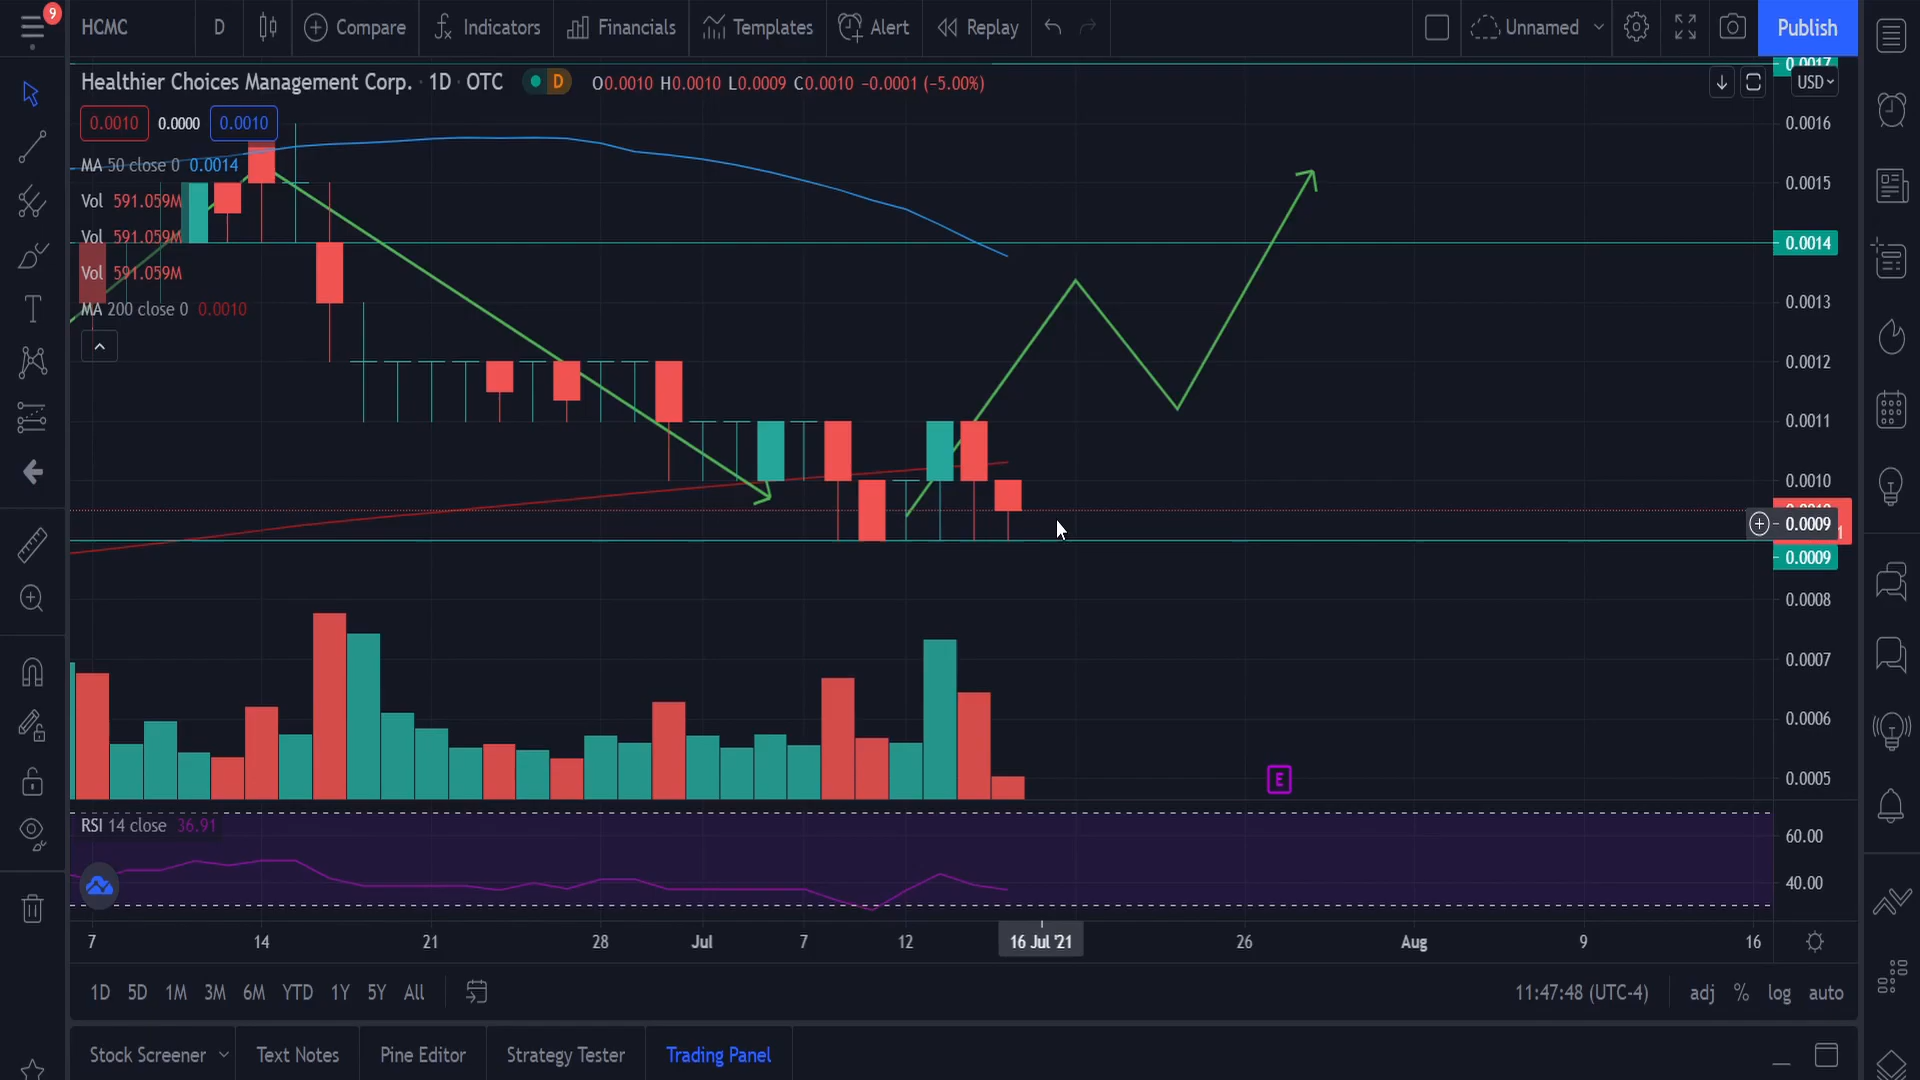 9
HCMC
D
Compare
Indicators
Financials
Templates
Alert
Replay
Unnamed
Publish
Healthier Choices Management Corp. · 1D · OTC
D
O0.0010 H0.0010 L0.0009 C0.0010 −0.0001 (−5.00%)
0.0010
0.0000
0.0010
MA 50 close 0 0.0014
Vol 591.059M
Vol 591.059M
Vol 591.059M
MA 200 close 0 0.0010
0.0017
USD
0.0016
0.0015
0.0014
0.0013
0.0012
0.0011
0.0010
0.0009
0.0009
0.0008
0.0007
0.0006
0.0005
E
RSI 14 close 36.91
60.00
40.00
7
14
21
28
Jul
7
12
16 Jul '21
26
Aug
9
16
1D
5D
1M
3M
6M
YTD
1Y
5Y
All
11:47:48 (UTC-4)
adj
%
log
auto
Stock Screener
Text Notes
Pine Editor
Strategy Tester
Trading Panel